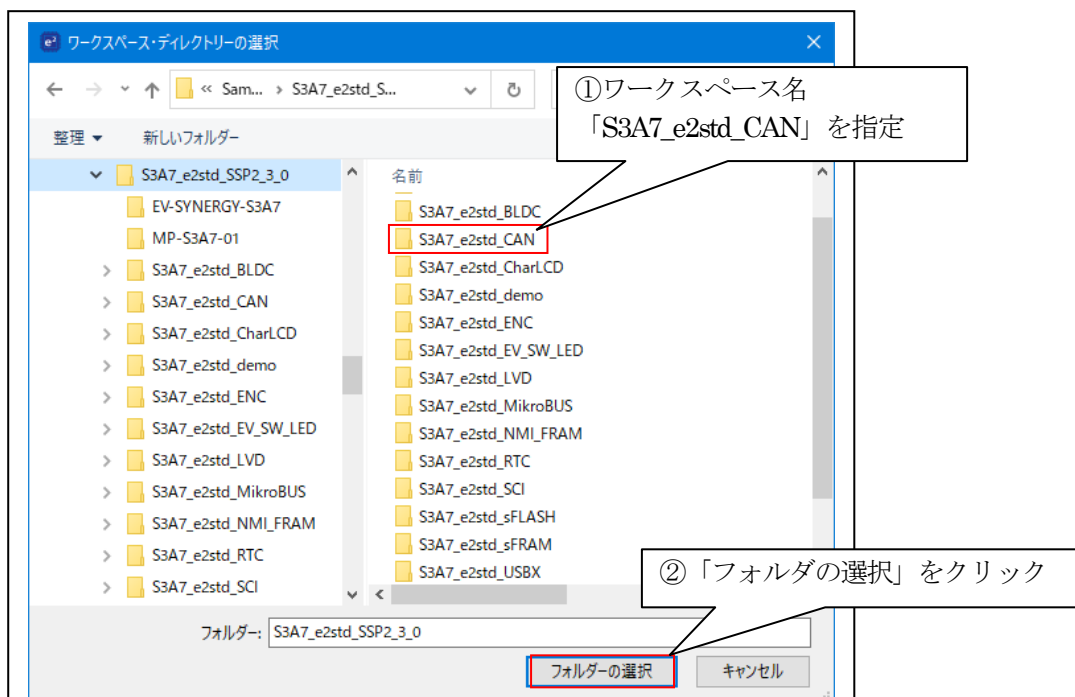 e² ワークスペース・ディレクトリーの選択
« Sam... › S3A7_e2std_S...
①ワークスペース名
「S3A7_e2std_CAN」を指定
整理 新しいフォルダー
S3A7_e2std_SSP2_3_0
EV-SYNERGY-S3A7
MP-S3A7-01
S3A7_e2std_BLDC
S3A7_e2std_CAN
S3A7_e2std_CharLCD
S3A7_e2std_demo
S3A7_e2std_ENC
S3A7_e2std_EV_SW_LED
S3A7_e2std_LVD
S3A7_e2std_MikroBUS
S3A7_e2std_NMI_FRAM
S3A7_e2std_RTC
S3A7_e2std_SCI
名前
S3A7_e2std_BLDC
S3A7_e2std_CAN
S3A7_e2std_CharLCD
S3A7_e2std_demo
S3A7_e2std_ENC
S3A7_e2std_EV_SW_LED
S3A7_e2std_LVD
S3A7_e2std_MikroBUS
S3A7_e2std_NMI_FRAM
S3A7_e2std_RTC
S3A7_e2std_SCI
S3A7_e2std_sFLASH
S3A7_e2std_sFRAM
S3A7_e2std_USBX
②「フォルダの選択」をクリック
フォルダー: S3A7_e2std_SSP2_3_0
フォルダーの選択 キャンセル